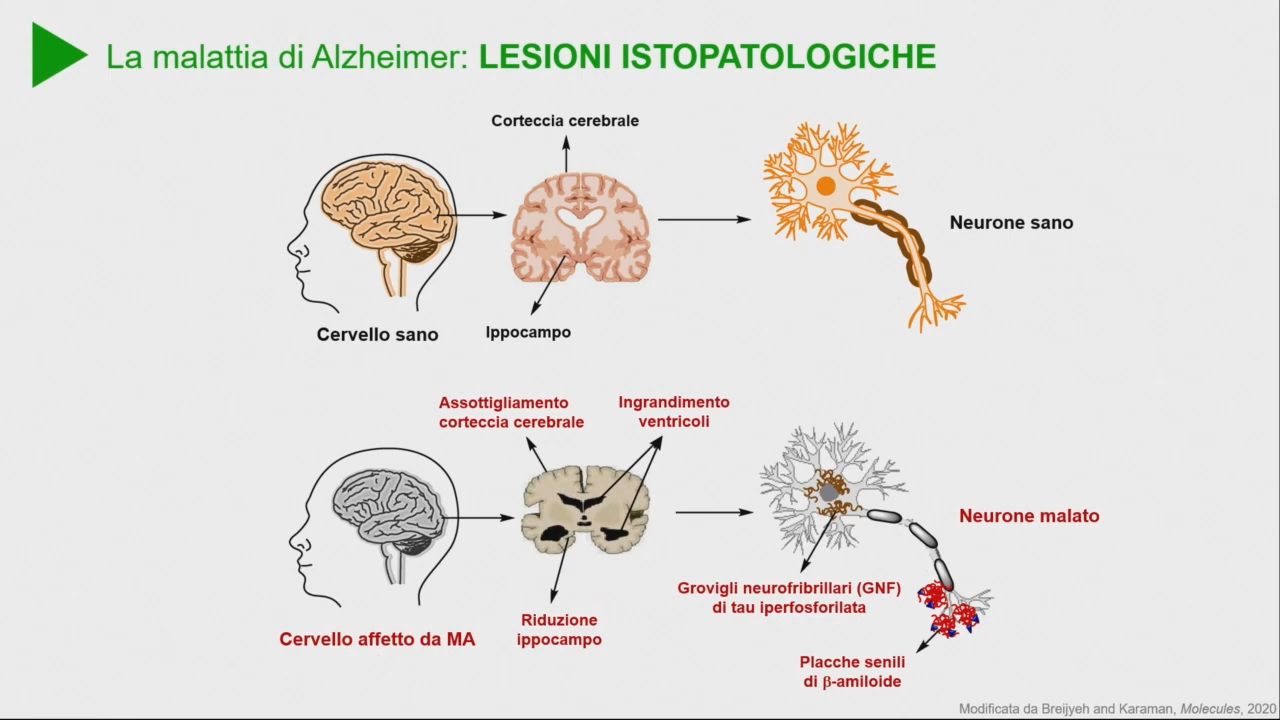 La malattia di Alzheimer: LESIONI ISTOPATOLOGICHE
Corteccia cerebrale
Neurone sano
Cervello sano
Ippocampo
Assottigliamento
corteccia cerebrale
Ingrandimento
ventricoli
Neurone malato
Grovigli neurofribrillari (GNF)
di tau iperfosforilata
Riduzione
ippocampo
Cervello affetto da MA
Placche senili
di β-amiloide
Modificata da Breijyeh and Karaman, Molecules, 2020